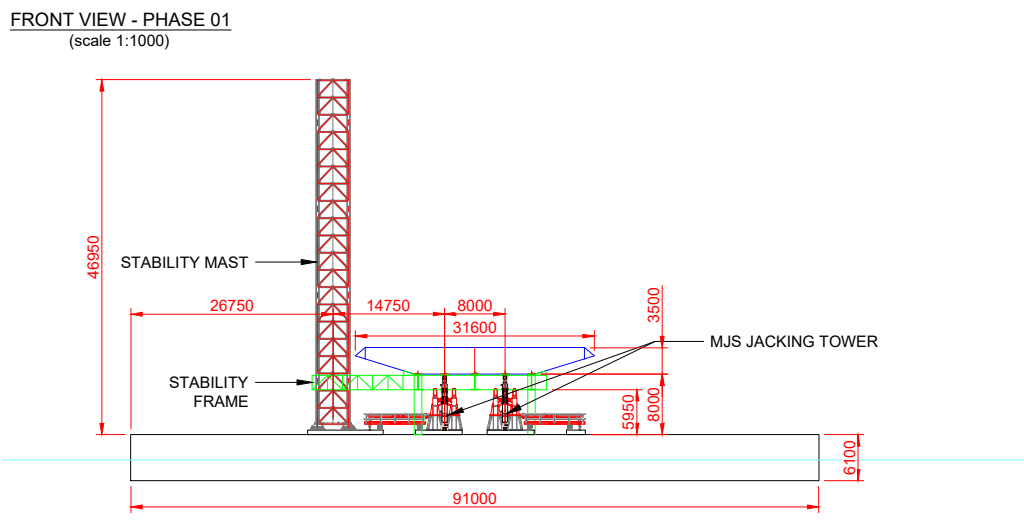 FRONT VIEW - PHASE 01
(scale 1:1000)
46950
STABILITY MAST
26750
14750
8000
31600
3500
MJS JACKING TOWER
STABILITY
FRAME
5950
8000
6100
91000